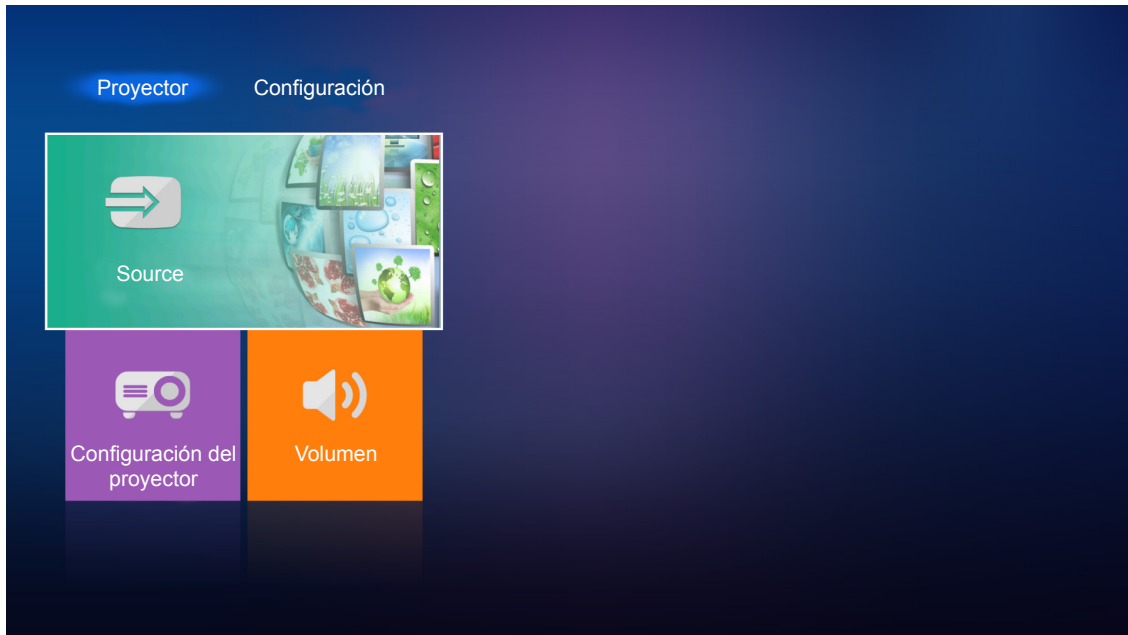 Proyector
Configuración
Source
Configuración del
proyector
Volumen